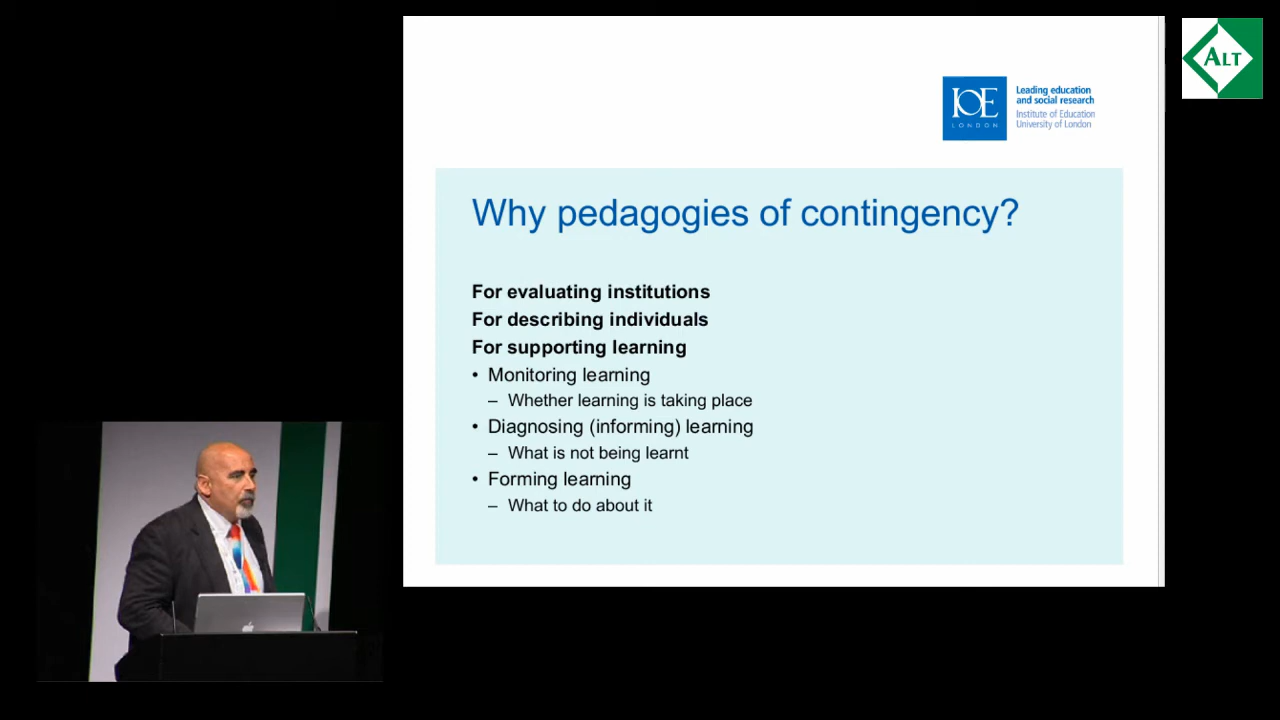 ALT
IOE
LONDON
Leading education
and social research
Institute of Education
University of London
Why pedagogies of contingency?
For evaluating institutions
For describing individuals
For supporting learning
• Monitoring learning
– Whether learning is taking place
• Diagnosing (informing) learning
– What is not being learnt
• Forming learning
– What to do about it